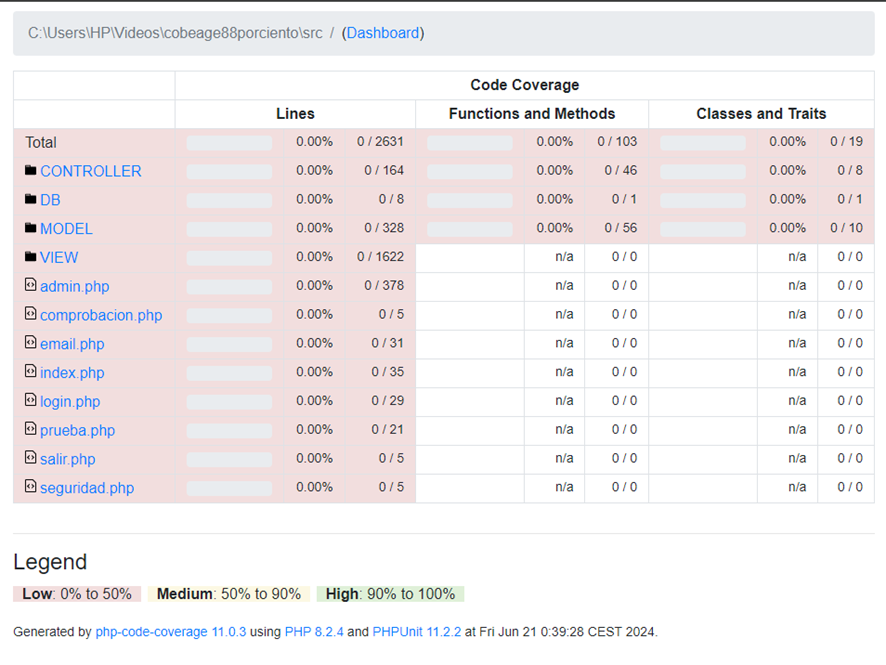 C:\Users\HP\Videos\cobeage88porciento\src / (Dashboard)
Code Coverage
Lines Functions and Methods Classes and Traits
Total 0.00% 0 / 2631 0.00% 0 / 103 0.00% 0 / 19
CONTROLLER 0.00% 0 / 164 0.00% 0 / 46 0.00% 0 / 8
DB 0.00% 0 / 8 0.00% 0 / 1 0.00% 0 / 1
MODEL 0.00% 0 / 328 0.00% 0 / 56 0.00% 0 / 10
VIEW 0.00% 0 / 1622 n/a 0 / 0 n/a 0 / 0
admin.php 0.00% 0 / 378 n/a 0 / 0 n/a 0 / 0
comprobacion.php 0.00% 0 / 5 n/a 0 / 0 n/a 0 / 0
email.php 0.00% 0 / 31 n/a 0 / 0 n/a 0 / 0
index.php 0.00% 0 / 35 n/a 0 / 0 n/a 0 / 0
login.php 0.00% 0 / 29 n/a 0 / 0 n/a 0 / 0
prueba.php 0.00% 0 / 21 n/a 0 / 0 n/a 0 / 0
salir.php 0.00% 0 / 5 n/a 0 / 0 n/a 0 / 0
seguridad.php 0.00% 0 / 5 n/a 0 / 0 n/a 0 / 0
Legend
Low: 0% to 50% Medium: 50% to 90% High: 90% to 100%
Generated by php-code-coverage 11.0.3 using PHP 8.2.4 and PHPUnit 11.2.2 at Fri Jun 21 0:39:28 CEST 2024.